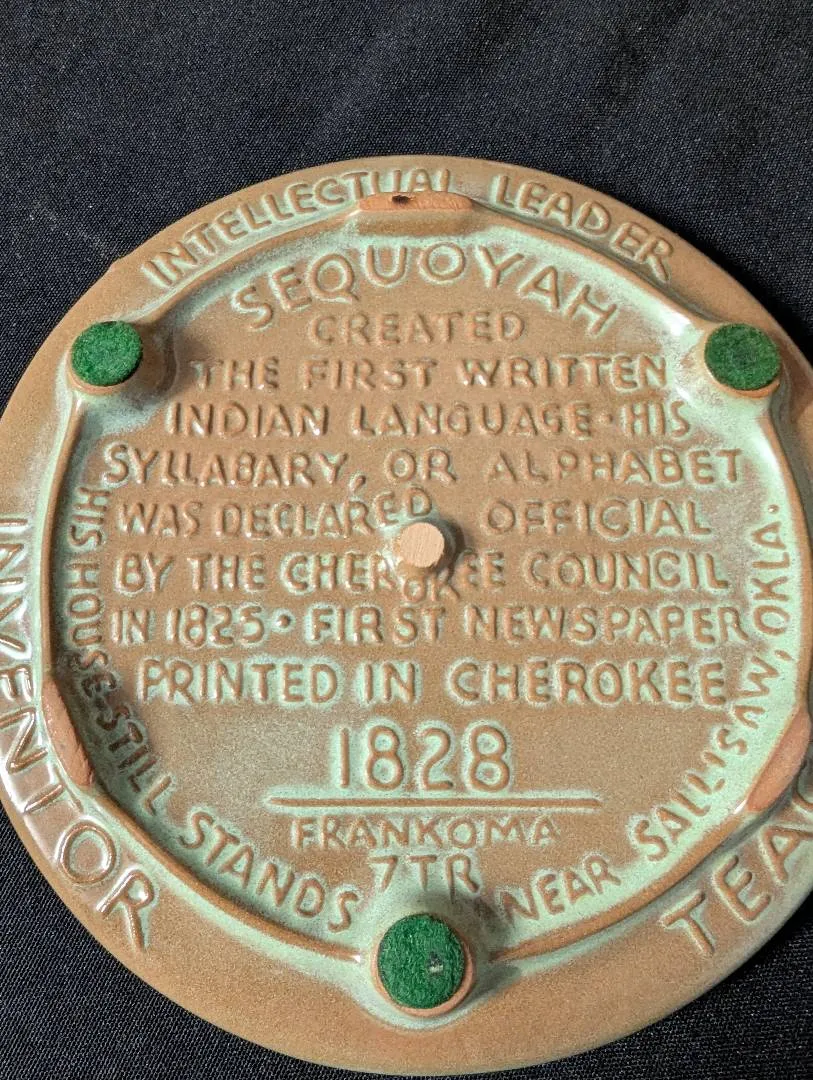 INTELLECTUAL LEADER
SEQUOYAH
CREATED
THE FIRST WRITTEN
INDIAN LANGUAGE · HIS
SYLLABARY, OR ALPHABET
WAS DECLARED OFFICIAL
BY THE CHEROKEE COUNCIL
IN 1825 · FIRST NEWSPAPER
PRINTED IN CHEROKEE
1828
FRANKOMA
7TR
HIS HOUSE STILL STANDS NEAR SALLISAW, OKLA.
INVENTOR
TEAC